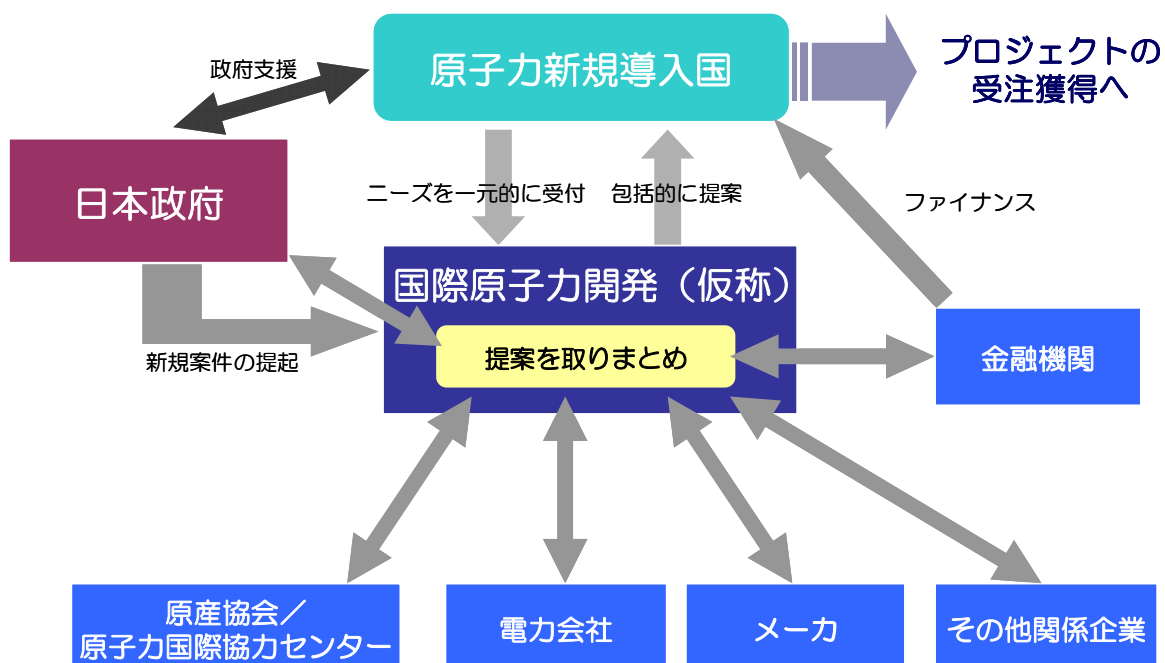 原子力新規導入国
プロジェクトの
受注獲得へ
政府支援
日本政府
ニーズを一元的に受付
包括的に提案
ファイナンス
国際原子力開発（仮称）
提案を取りまとめ
新規案件の提起
金融機関
原産協会／
原子力国際協力センター
電力会社
メーカ
その他関係企業